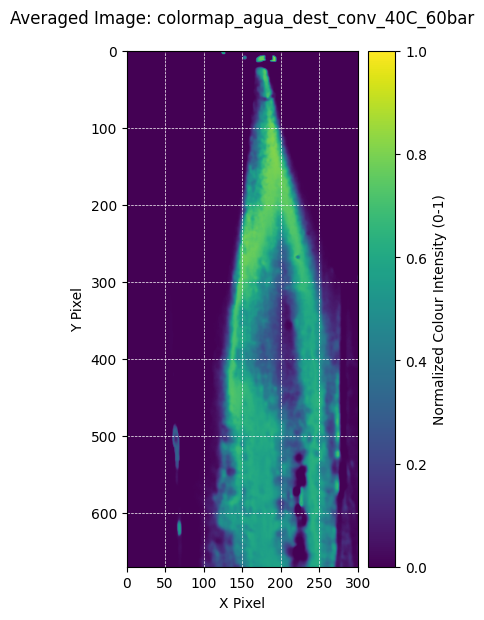 Averaged Image: colormap_agua_dest_conv_40C_60bar
0
100
200
300
400
500
600
Y Pixel
0 50 100 150 200 250 300
X Pixel
1.0
0.8
0.6
0.4
0.2
0.0
Normalized Colour Intensity (0-1)